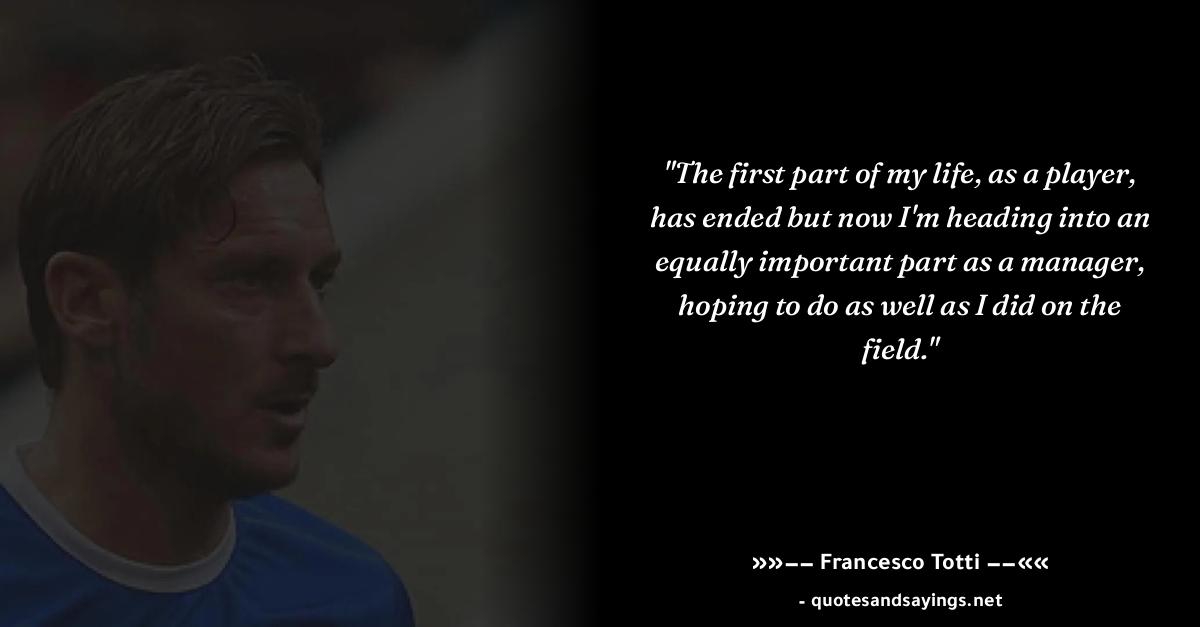 "The first part of my life, as a player,
has ended but now I'm heading into an
equally important part as a manager,
hoping to do as well as I did on the
field."
»»−− Francesco Totti −−««
- quotesandsayings.net